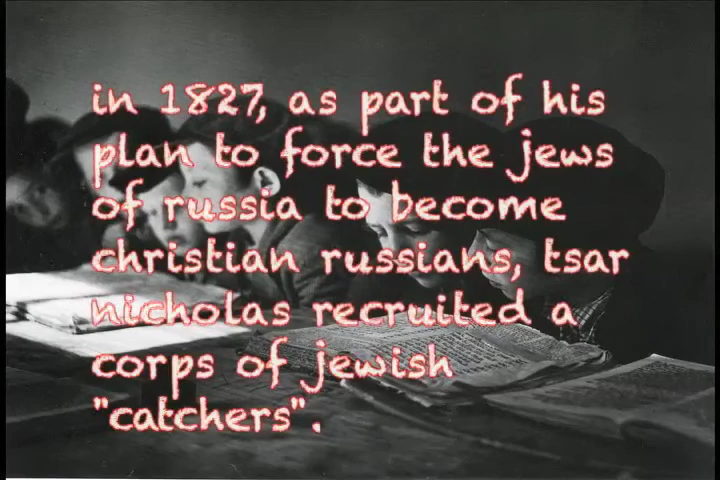 in 1827, as part of his
plan to force the jews
of russia to become
christian russians, tsar
nicholas recruited a
corps of jewish
"catchers".